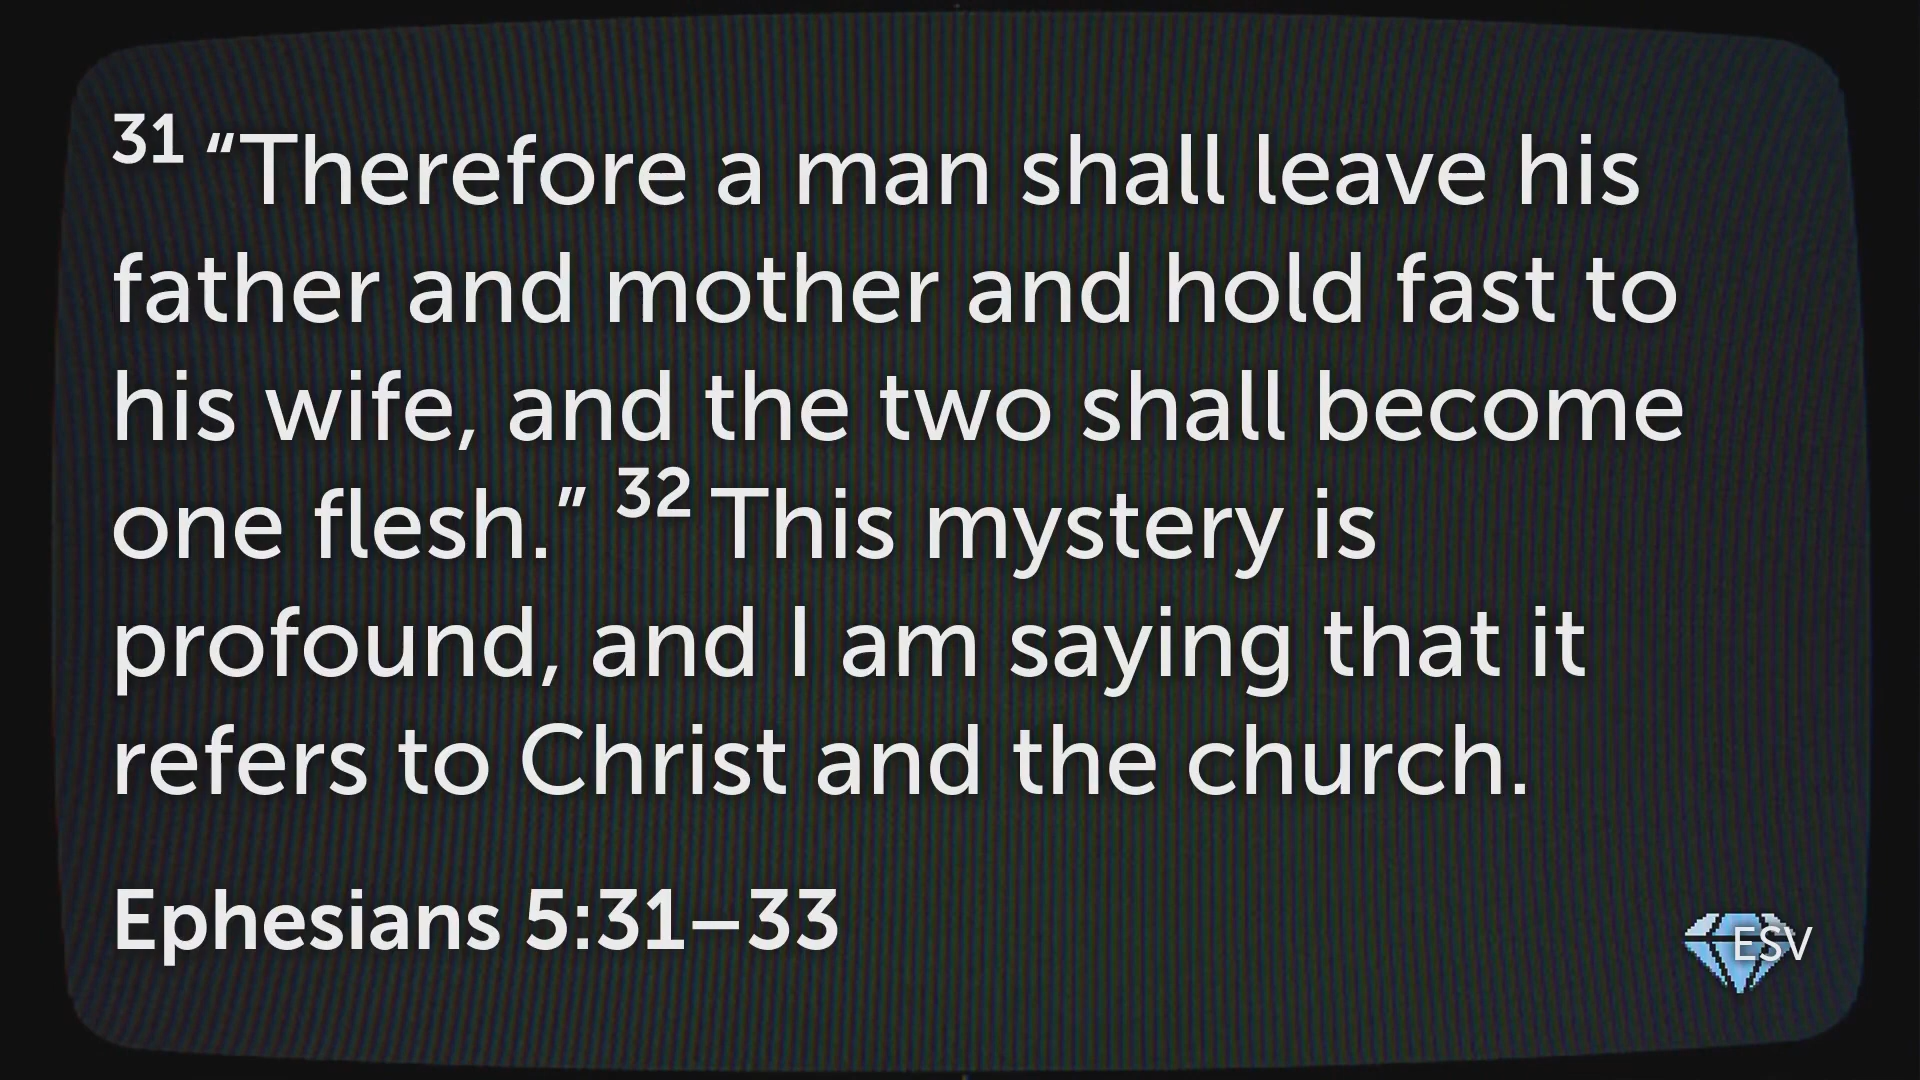 31 “Therefore a man shall leave his
father and mother and hold fast to
his wife, and the two shall become
one flesh.” 32 This mystery is
profound, and I am saying that it
refers to Christ and the church.
Ephesians 5:31–33
ESV